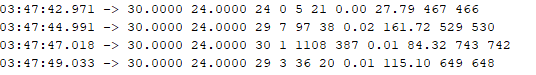 03:47:42.971 -> 30.0000 24.0000 24 0 5 21 0.00 27.79 467 466
03:47:44.991 -> 30.0000 24.0000 29 7 97 38 0.02 161.72 529 530
03:47:47.018 -> 30.0000 24.0000 30 1 1108 387 0.01 84.32 743 742
03:47:49.033 -> 30.0000 24.0000 29 3 36 20 0.01 115.10 649 648